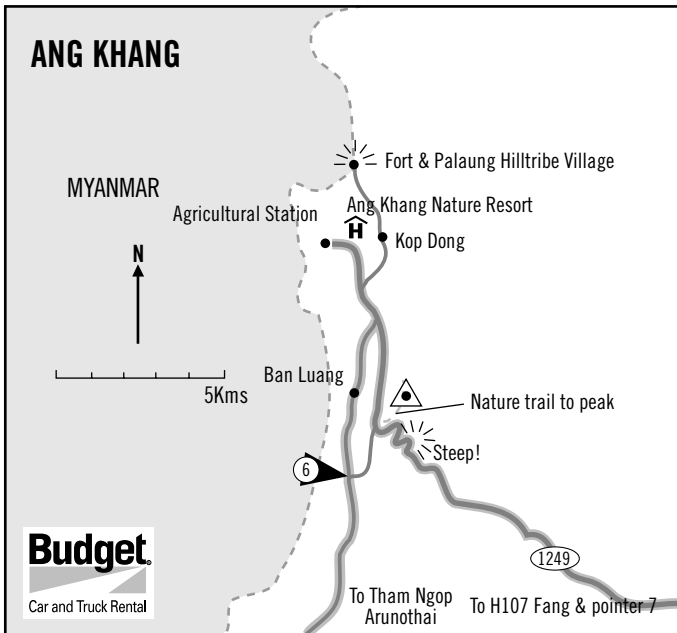 ANG KHANG
Fort & Palaung Hilltribe Village
MYANMAR
Agricultural Station
Ang Khang Nature Resort
H
Kop Dong
N
5Kms
Ban Luang
Nature trail to peak
Steep!
6
1249
Budget
Car and Truck Rental
To Tham Ngop
Arunothai
To H107 Fang & pointer 7